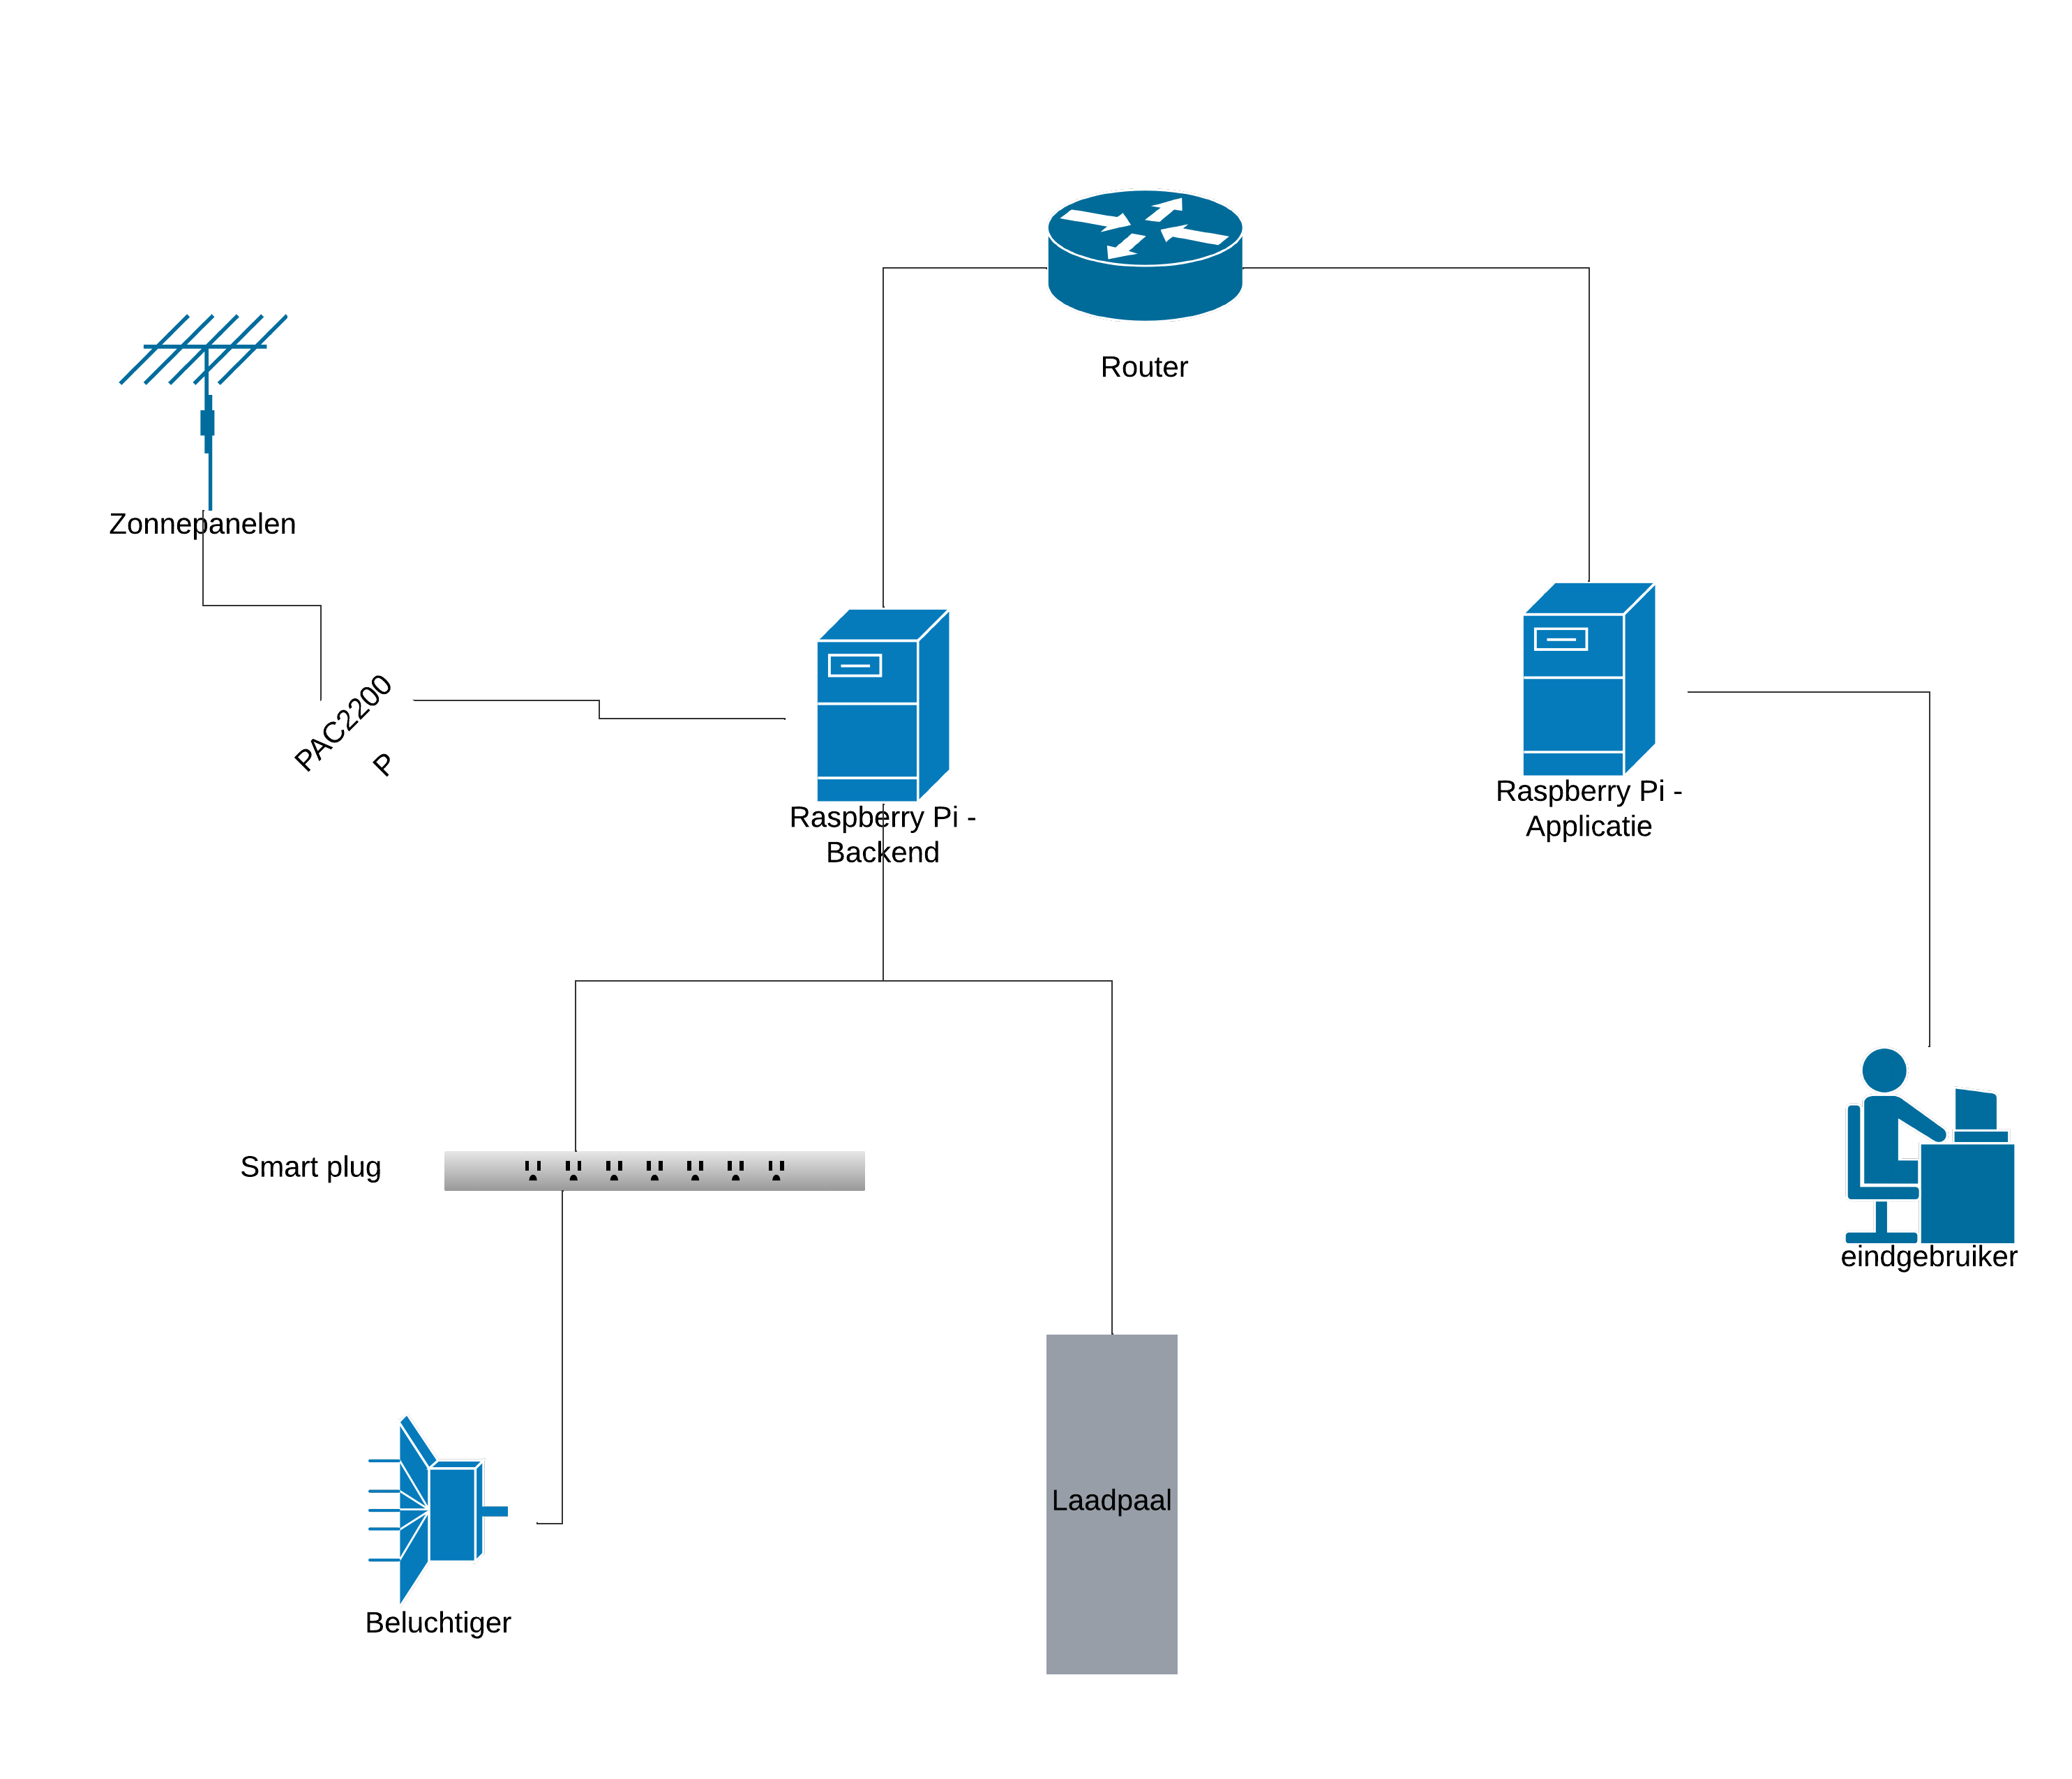 Router
Zonnepanelen
PAC2200
P
Raspberry Pi -
Backend
Raspberry Pi -
Applicatie
Smart plug
eindgebruiker
Laadpaal
Beluchtiger